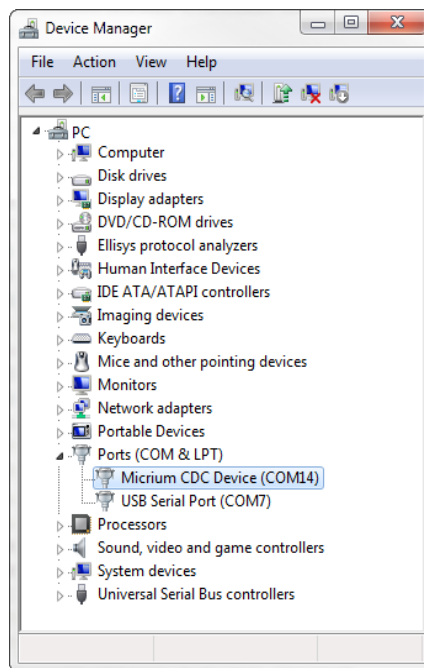 Device Manager
File Action View Help
PC
Computer
Disk drives
Display adapters
DVD/CD-ROM drives
Ellisys protocol analyzers
Human Interface Devices
IDE ATA/ATAPI controllers
Imaging devices
Keyboards
Mice and other pointing devices
Monitors
Network adapters
Portable Devices
Ports (COM & LPT)
Micrium CDC Device (COM14)
USB Serial Port (COM7)
Processors
Sound, video and game controllers
System devices
Universal Serial Bus controllers